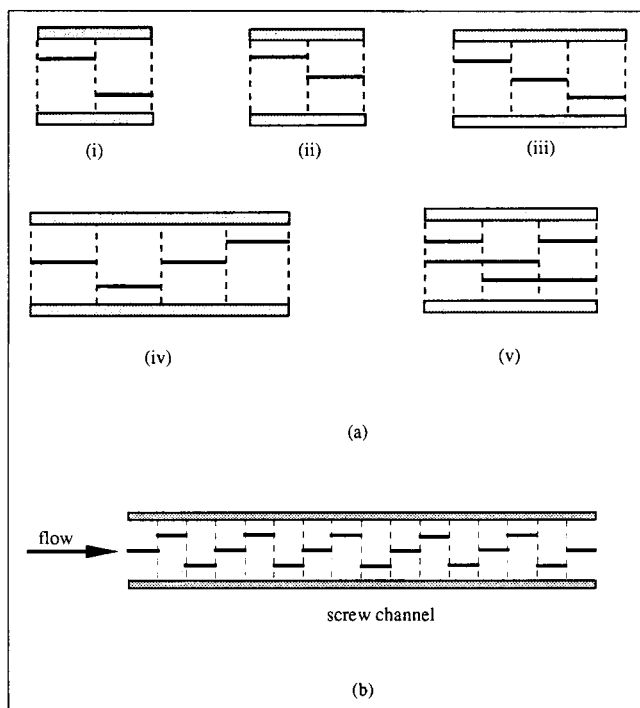 (i)
(ii)
(iii)
(iv)
(v)
(a)
flow
screw channel
(b)